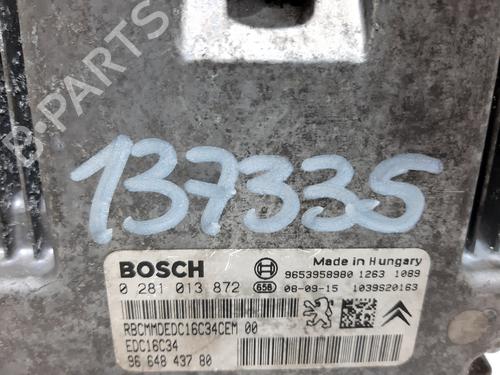 B-PARTS
137335
BOSCH
Made in Hungary
9653958980 1263 1089
0 281 013 872
656
08-09-15 1039S20163
RBCMMDEDC16C34CEM 00
EDC16C34
96 648 437 80